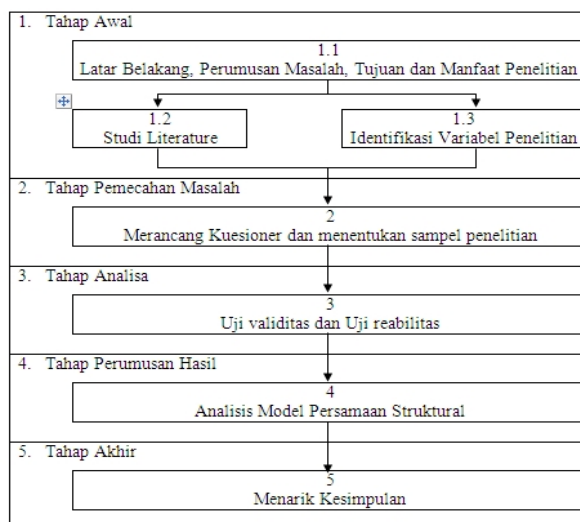 1. Tahap Awal
1.1
Latar Belakang, Perumusan Masalah, Tujuan dan Manfaat Penelitian
1.2
Studi Literature
1.3
Identifikasi Variabel Penelitian
2. Tahap Pemecahan Masalah
2
Merancang Kuesioner dan menentukan sampel penelitian
3. Tahap Analisa
3
Uji validitas dan Uji reabilitas
4. Tahap Perumusan Hasil
4
Analisis Model Persamaan Struktural
5. Tahap Akhir
5
Menarik Kesimpulan